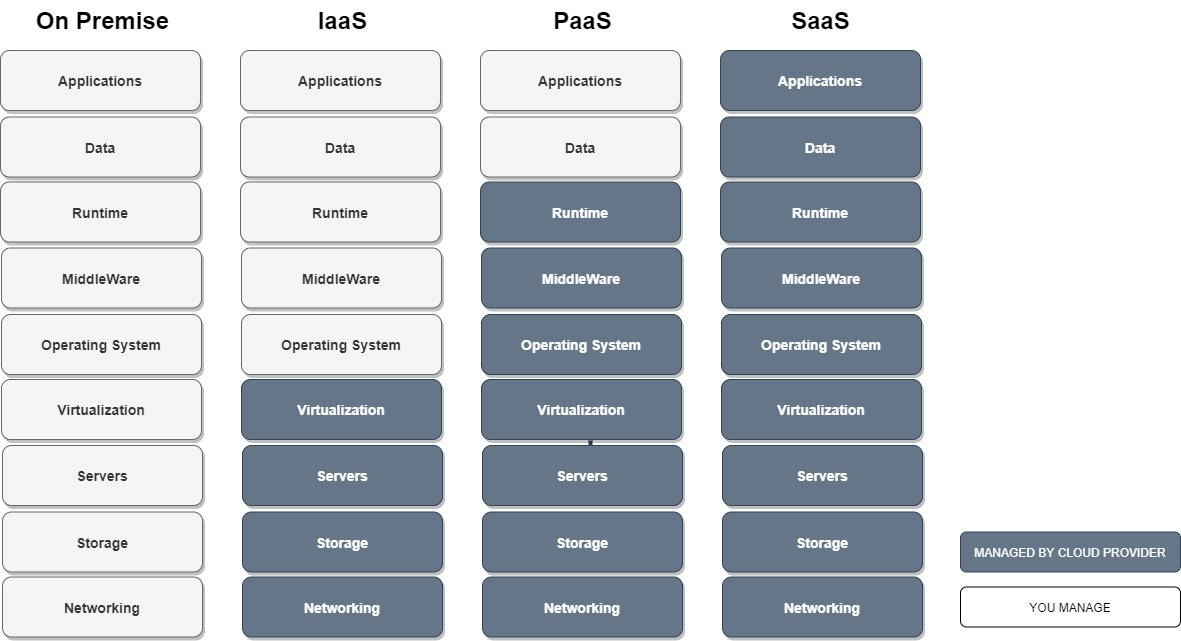 On Premise IaaS PaaS SaaS
Applications Applications Applications Applications
Data Data Data Data
Runtime Runtime Runtime Runtime
MiddleWare MiddleWare MiddleWare MiddleWare
Operating System Operating System Operating System Operating System
Virtualization Virtualization Virtualization Virtualization
Servers Servers Servers Servers
Storage Storage Storage Storage
MANAGED BY CLOUD PROVIDER
Networking Networking Networking Networking
YOU MANAGE